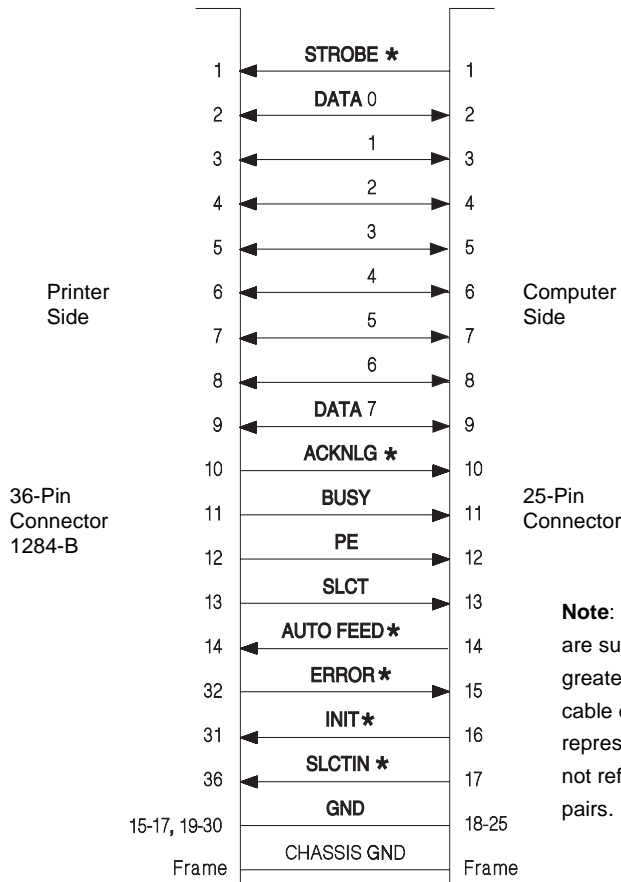 STROBE *
1 1
DATA 0
2 2
1
3 3
2
4 4
3
5 5
4
Printer 6 6 Computer
Side Side
5
7 7
6
8 8
DATA 7
9 9
ACKNLG *
10 10
36-Pin 25-Pin
Connector Connector
1284-B
BUSY
11 11
PE
12 12
SLCT
13 13
Note:
AUTO FEED *
14 14
are
ERROR *
32 15
cable
INIT *
31 16
not
SLCTIN *
36 17
pairs.
GND
15-17, 19-30 18-25
CHASSIS GND
Frame Frame